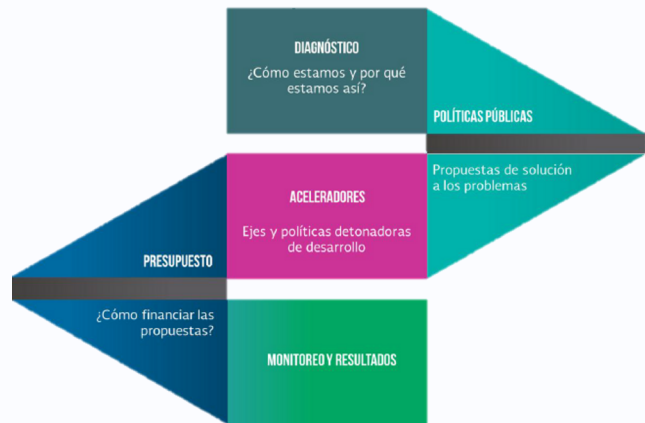 DIAGNÓSTICO
¿Cómo estamos y por qué
estamos así?
POLÍTICAS PÚBLICAS
Propuestas de solución
a los problemas
ACELERADORES
Ejes y políticas detonadoras
de desarrollo
PRESUPUESTO
¿Cómo financiar las
propuestas?
MONITOREO Y RESULTADOS